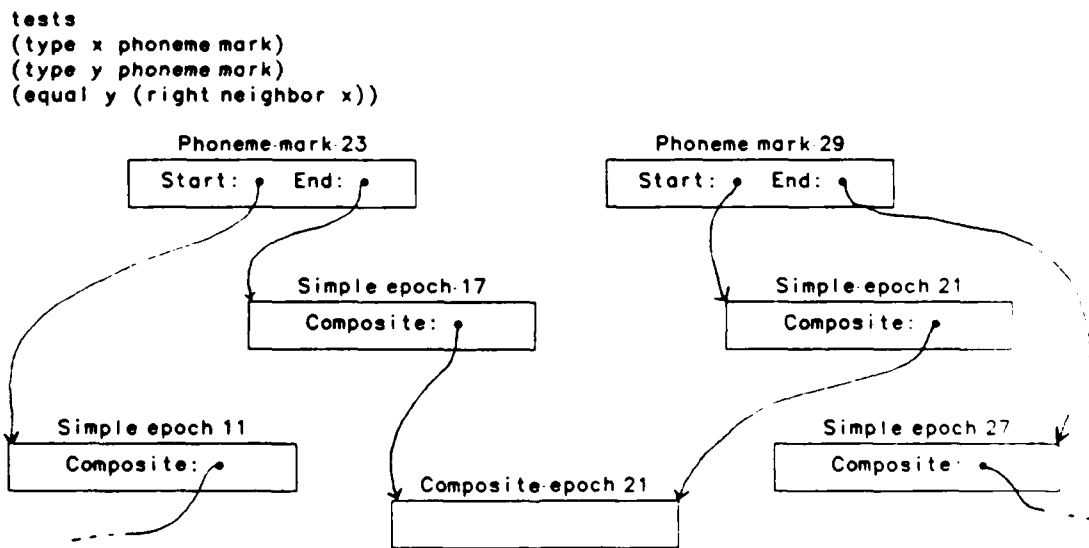 tests
(type x phoneme mark)
(type y phoneme mark)
(equal y (right neighbor x))
Phoneme mark 23
Phoneme mark 29
Start: End:
Start: End:
Simple epoch 17
Simple epoch 21
Composite:
Composite:
Simple epoch 11
Simple epoch 27
Composite:
Composite
Composite epoch 21